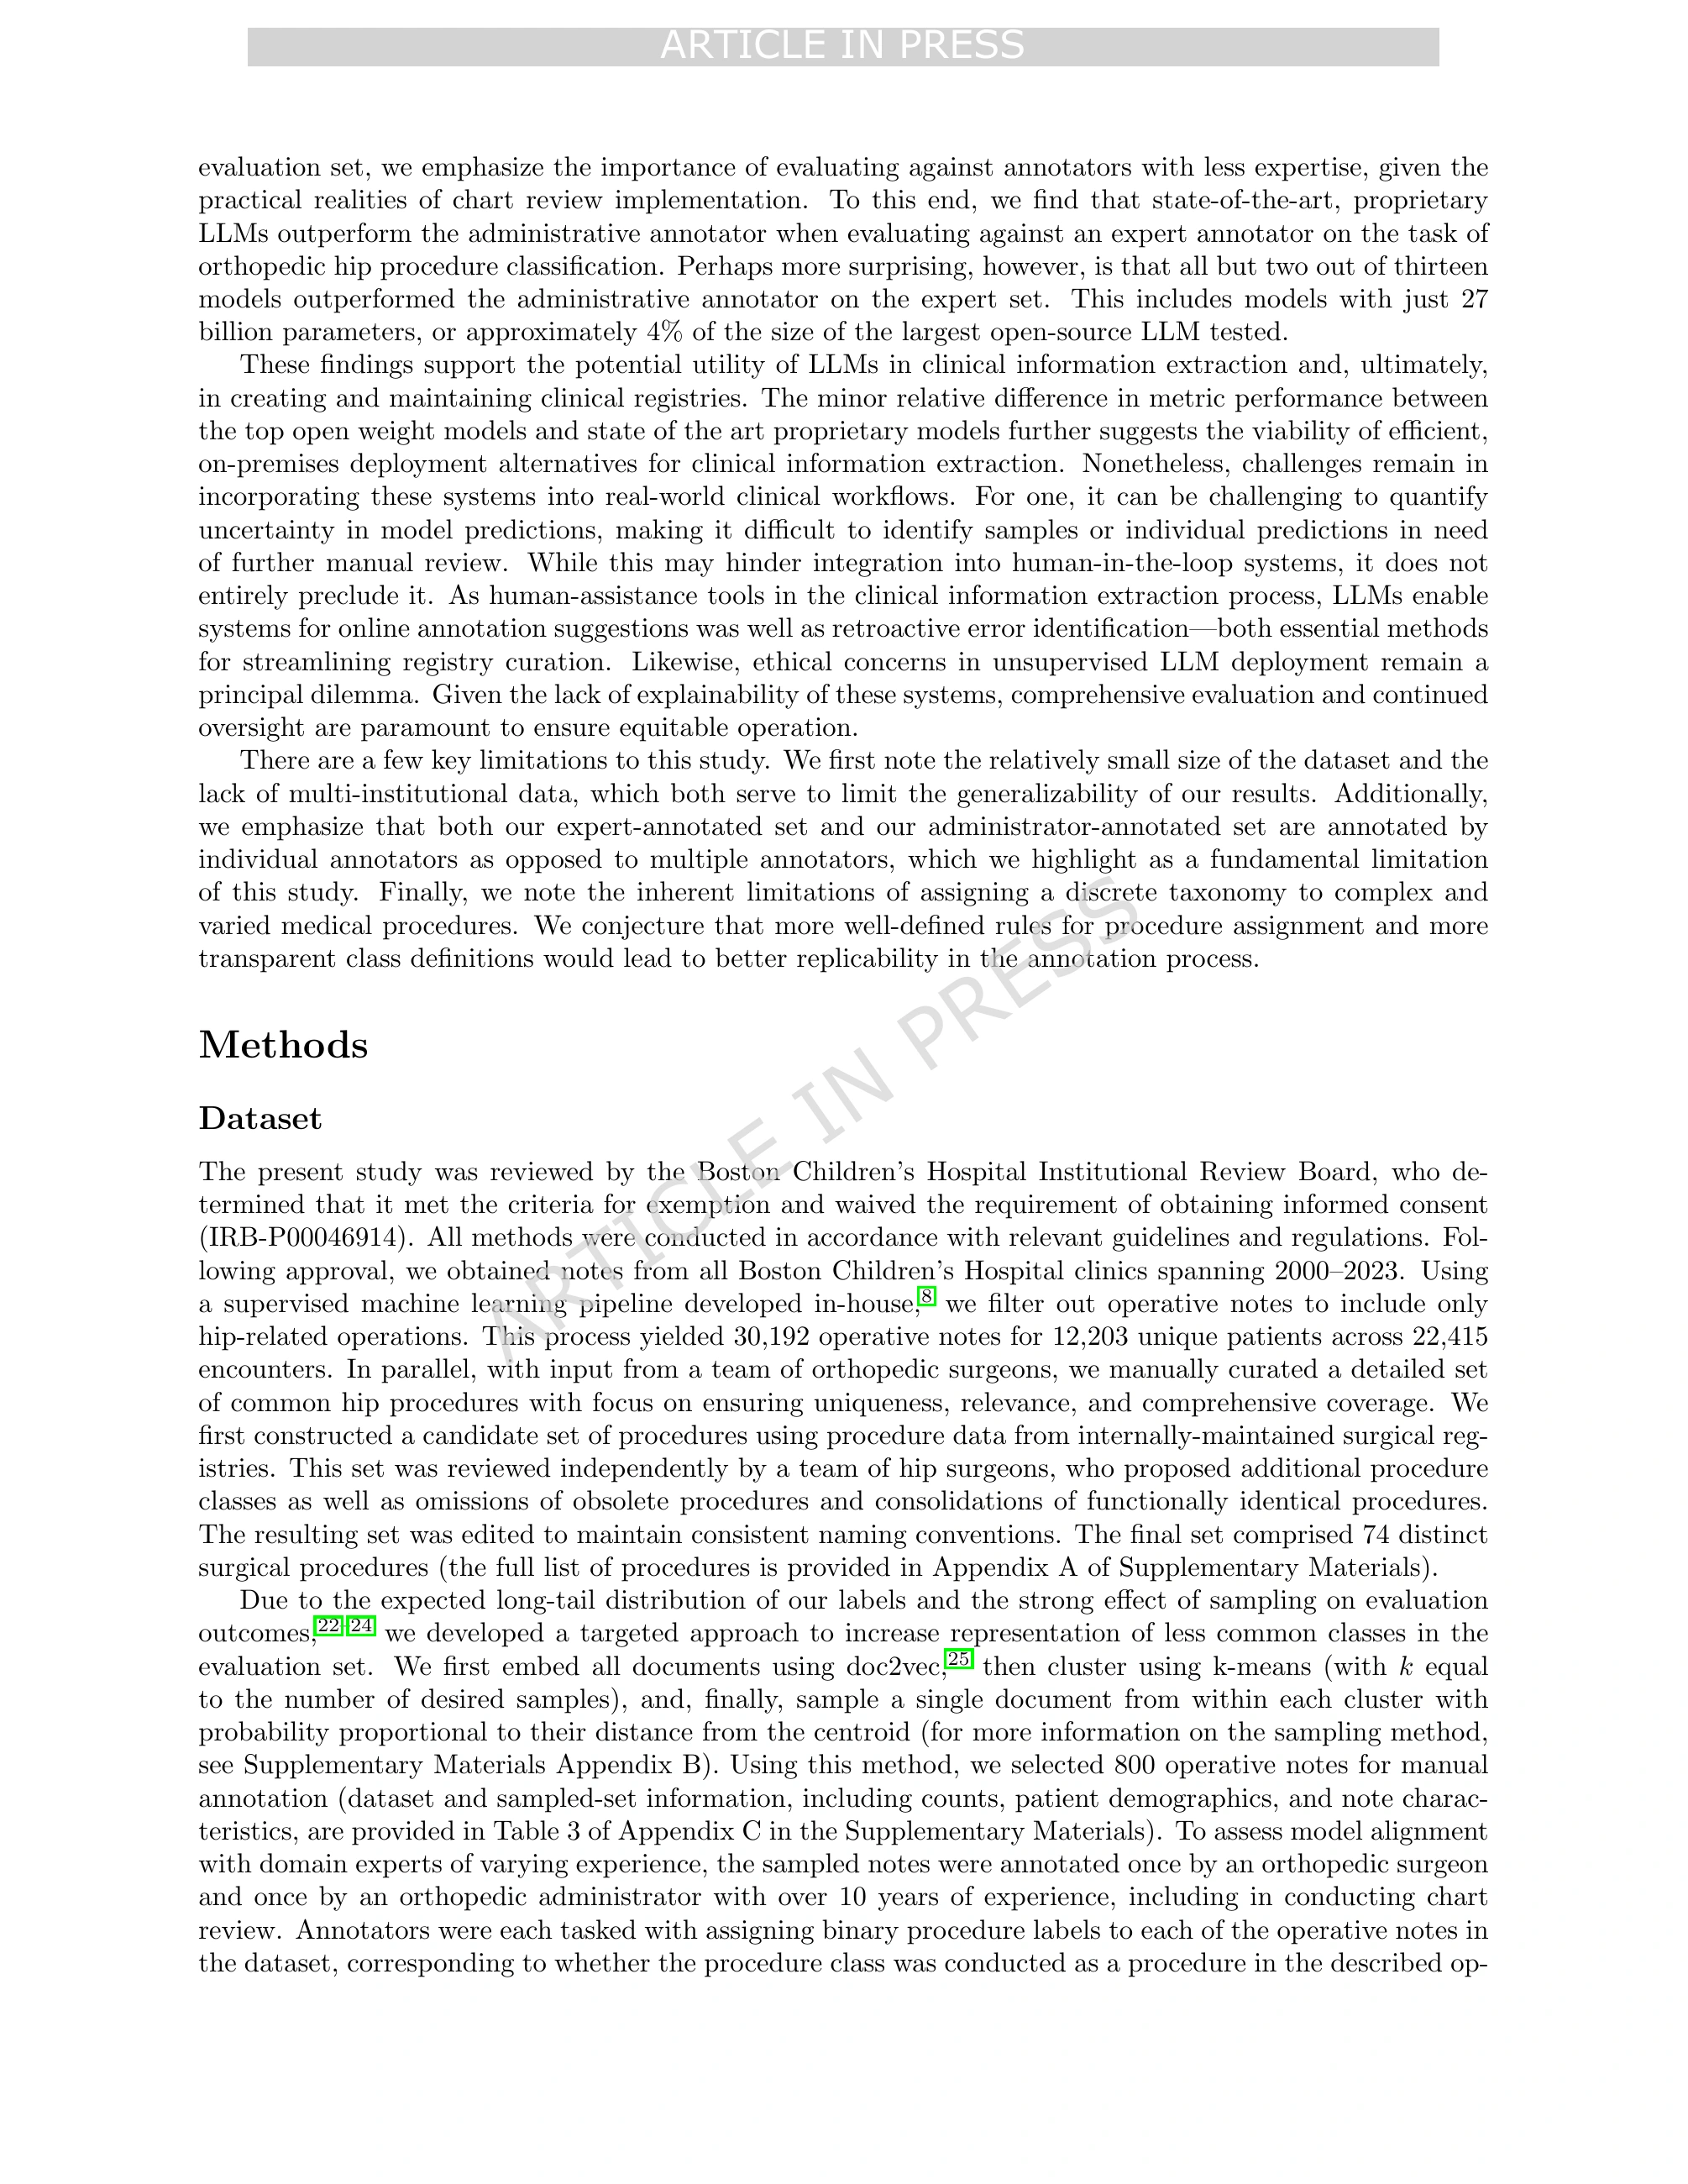 ARTICLE IN PRESS
evaluation set, we emphasize the importance of evaluating against annotators with less expertise, given the
practical realities of chart review implementation. To this end, we find that state-of-the-art, proprietary
LLMs outperform the administrative annotator when evaluating against an expert annotator on the task of
orthopedic hip procedure classification. Perhaps more surprising, however, is that all but two out of thirteen
models outperformed the administrative annotator on the expert set. This includes models with just 27
billion parameters, or approximately 4% of the size of the largest open-source LLM tested.
These findings support the potential utility of LLMs in clinical information extraction and, ultimately,
in creating and maintaining clinical registries. The minor relative difference in metric performance between
the top open weight models and state of the art proprietary models further suggests the viability of efficient,
on-premises deployment alternatives for clinical information extraction. Nonetheless, challenges remain in
incorporating these systems into real-world clinical workflows. For one, it can be challenging to quantify
uncertainty in model predictions, making it difficult to identify samples or individual predictions in need
of further manual review. While this may hinder integration into human-in-the-loop systems, it does not
entirely preclude it. As human-assistance tools in the clinical information extraction process, LLMs enable
systems for online annotation suggestions was well as retroactive error identification—both essential methods
for streamlining registry curation. Likewise, ethical concerns in unsupervised LLM deployment remain a
principal dilemma. Given the lack of explainability of these systems, comprehensive evaluation and continued
oversight are paramount to ensure equitable operation.
There are a few key limitations to this study. We first note the relatively small size of the dataset and the
lack of multi-institutional data, which both serve to limit the generalizability of our results. Additionally,
we emphasize that both our expert-annotated set and our administrator-annotated set are annotated by
individual annotators as opposed to multiple annotators, which we highlight as a fundamental limitation
of this study. Finally, we note the inherent limitations of assigning a discrete taxonomy to complex and
varied medical procedures. We conjecture that more well-defined rules for procedure assignment and more
transparent class definitions would lead to better replicability in the annotation process.
Methods
Dataset
The present study was reviewed by the Boston Children's Hospital Institutional Review Board, who de-
termined that it met the criteria for exemption and waived the requirement of obtaining informed consent
(IRB-P00046914). All methods were conducted in accordance with relevant guidelines and regulations. Fol-
lowing approval, we obtained notes from all Boston Children's Hospital clinics spanning 2000–2023. Using
a supervised machine learning pipeline developed in-house,8 we filter out operative notes to include only
hip-related operations. This process yielded 30,192 operative notes for 12,203 unique patients across 22,415
encounters. In parallel, with input from a team of orthopedic surgeons, we manually curated a detailed set
of common hip procedures with focus on ensuring uniqueness, relevance, and comprehensive coverage. We
first constructed a candidate set of procedures using procedure data from internally-maintained surgical reg-
istries. This set was reviewed independently by a team of hip surgeons, who proposed additional procedure
classes as well as omissions of obsolete procedures and consolidations of functionally identical procedures.
The resulting set was edited to maintain consistent naming conventions. The final set comprised 74 distinct
surgical procedures (the full list of procedures is provided in Appendix A of Supplementary Materials).
Due to the expected long-tail distribution of our labels and the strong effect of sampling on evaluation
outcomes,22–24 we developed a targeted approach to increase representation of less common classes in the
evaluation set. We first embed all documents using doc2vec,25 then cluster using k-means (with k equal
to the number of desired samples), and, finally, sample a single document from within each cluster with
probability proportional to their distance from the centroid (for more information on the sampling method,
see Supplementary Materials Appendix B). Using this method, we selected 800 operative notes for manual
annotation (dataset and sampled-set information, including counts, patient demographics, and note charac-
teristics, are provided in Table 3 of Appendix C in the Supplementary Materials). To assess model alignment
with domain experts of varying experience, the sampled notes were annotated once by an orthopedic surgeon
and once by an orthopedic administrator with over 10 years of experience, including in conducting chart
review. Annotators were each tasked with assigning binary procedure labels to each of the operative notes in
the dataset, corresponding to whether the procedure class was conducted as a procedure in the described op-
ARTICLE IN PRESS